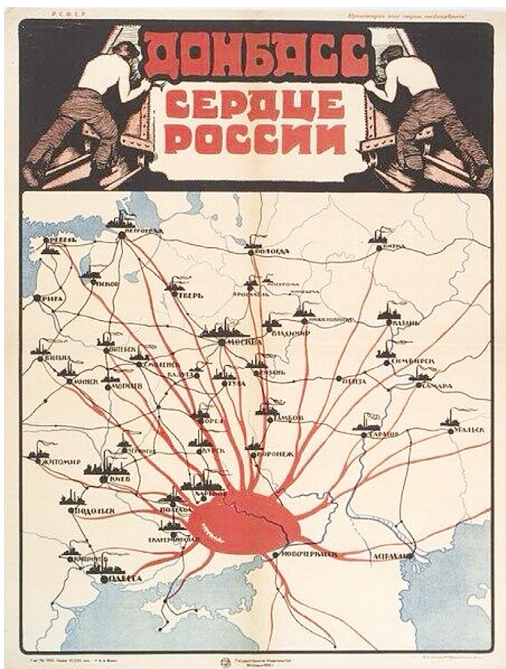 Р.С.Ф.С.Р.
Пролетарии всех стран, соединяйтесь!
ДОНБАСС
СЕРДЦЕ
РОССИИ
ПЕТРОГРАД
РЕВЕЛЬ
ВОЛОГДА
ВЯТКА
ПСКОВ
ТВЕРЬ
ЯРОСЛАВЛЬ
КОСТРОМА
РИГА
КАЗАНЬ
ВЛАДИМИР
МОСКВА
ВИТЕБСК
ВИЛЬНА
СМОЛЕНСК
СИМБИРСК
МИНСК
МОГИЛЕВ
КАЛУГА
ТУЛА
РЯЗАНЬ
ПЕНЗА
САМАРА
ОРЕЛ
ТАМБОВ
САРАТОВ
УРАЛЬСК
ЖИТОМИР
ЧЕРНИГОВ
КУРСК
ВОРОНЕЖ
КИЕВ
ХАРЬКОВ
ПОДОЛЬСК
ПОЛТАВА
ЕКАТЕРИНОСЛАВ
НОВОЧЕРКАССК
АСТРАХАНЬ
КИШИНЕВ
ОДЕССА
Государственное Издательство